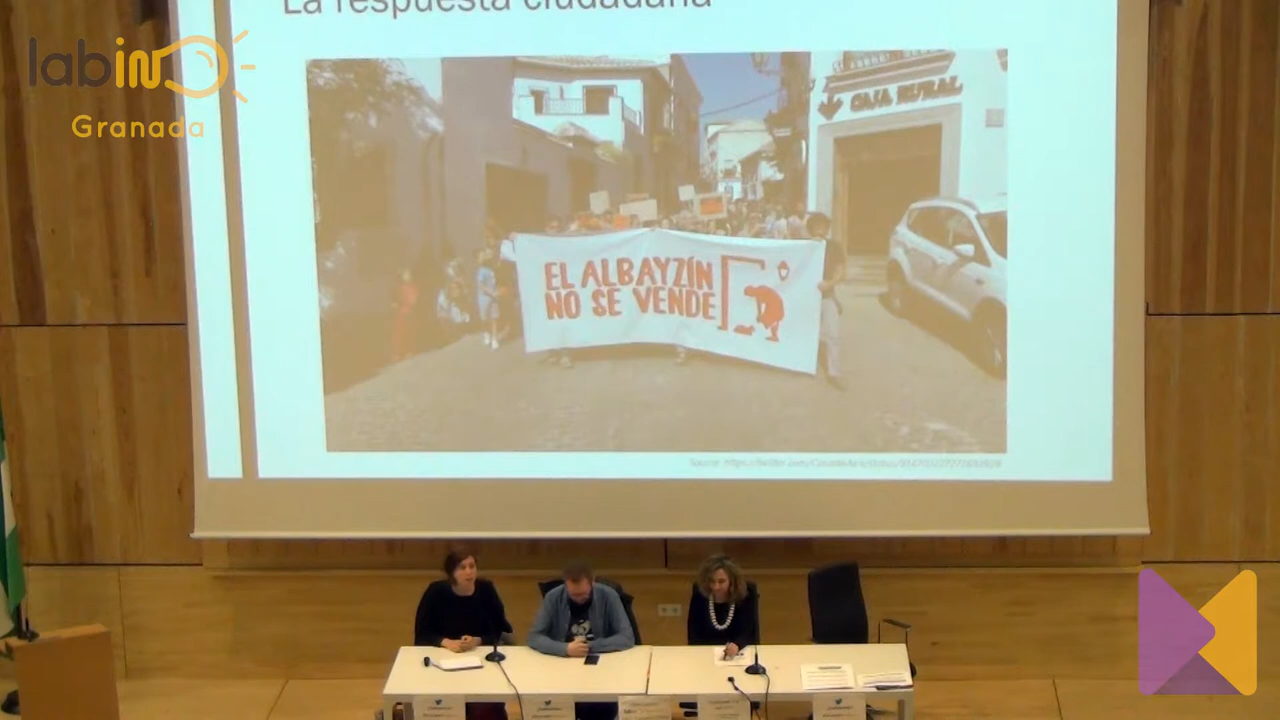 La respuesta ciudadana
labIN
Granada
CAJA RURAL
EL ALBAYZÍN
NO SE VENDE